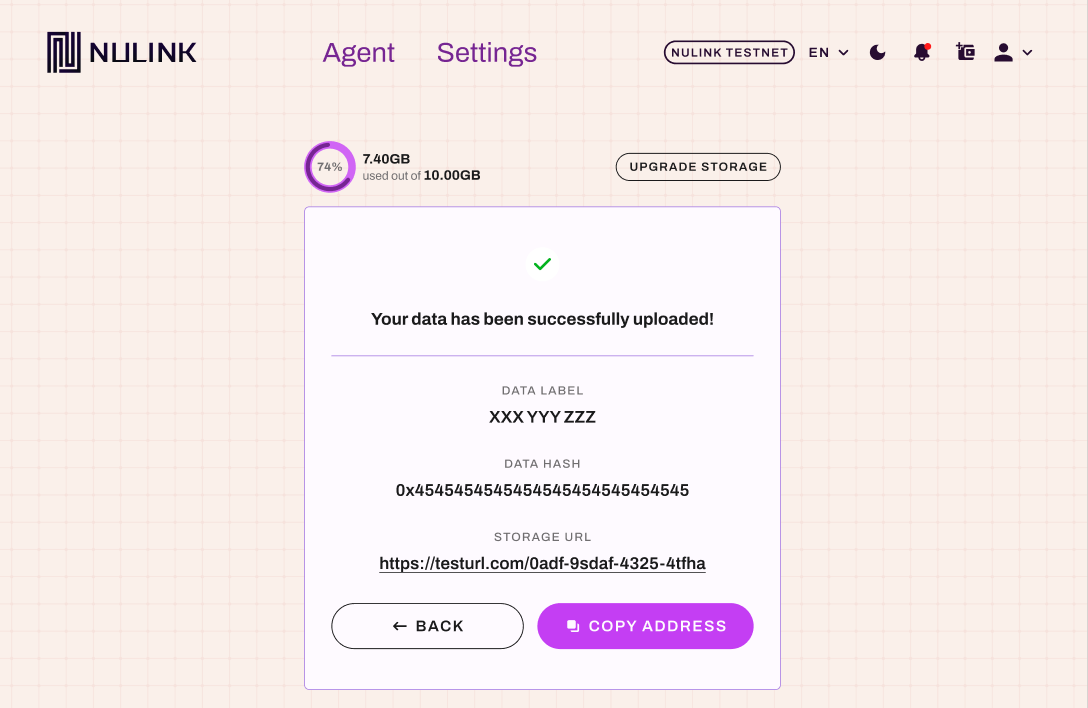 NULINK
Agent Settings
NULINK TESTNET EN
74%
7.40GB
used out of 10.00GB
UPGRADE STORAGE
Your data has been successfully uploaded!
DATA LABEL
XXX YYY ZZZ
DATA HASH
0x4545454545454545454545454545
STORAGE URL
https://testurl.com/0adf-9sdaf-4325-4tfha
BACK
COPY ADDRESS